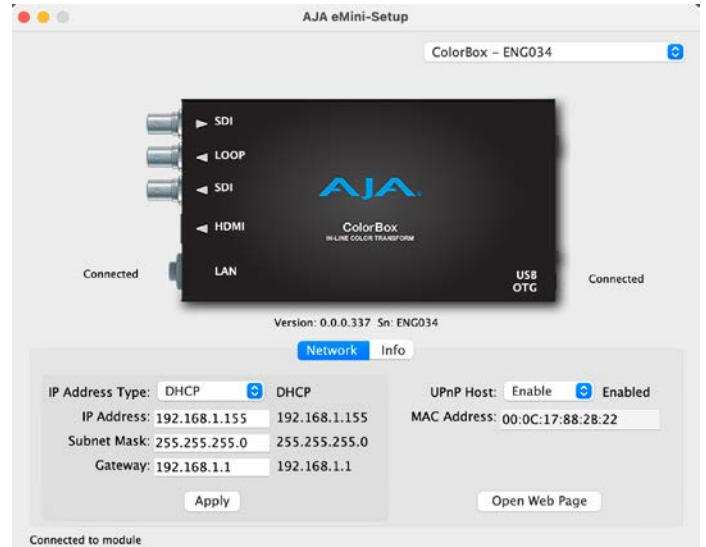 AJA eMini-Setup
ColorBox – ENG034
SDI
LOOP
SDI
AJA
HDMI
ColorBox
IN-LINE COLOR TRANSFORM
LAN
USB
OTG
Connected
Connected
Version: 0.0.0.337 Sn: ENG034
Network Info
IP Address Type: DHCP DHCP UPnP Host: Enable Enabled
IP Address: 192.168.1.155 192.168.1.155 MAC Address: 00:0C:17:88:2B:22
Subnet Mask: 255.255.255.0 255.255.255.0
Gateway: 192.168.1.1 192.168.1.1
Apply Open Web Page
Connected to module